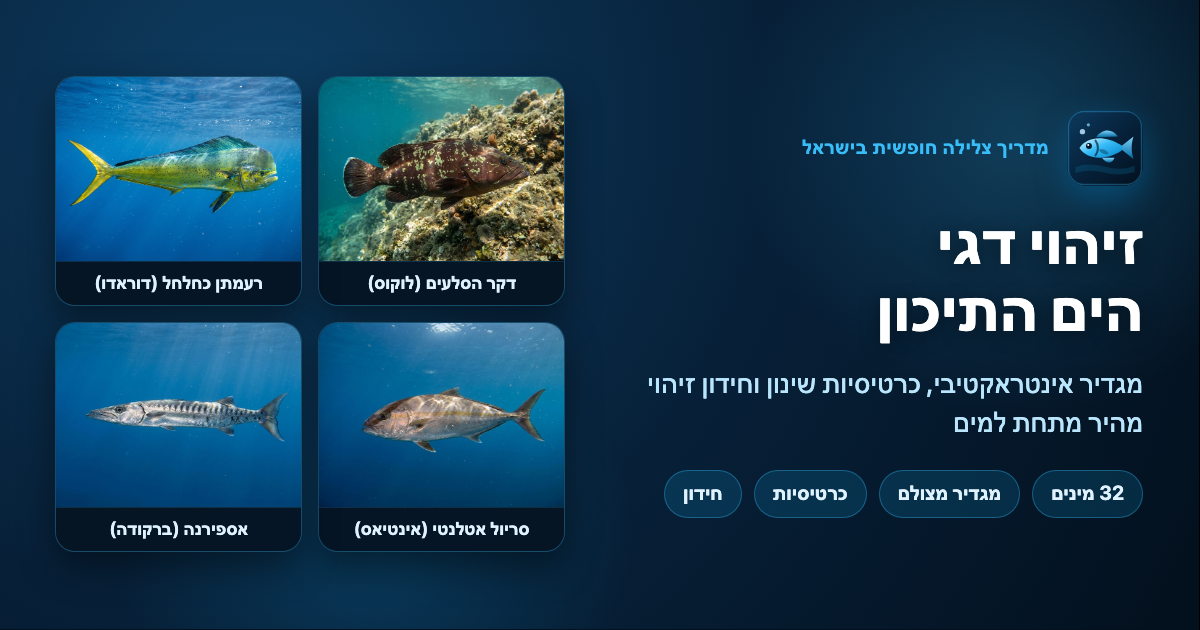 מדריך צלילה חופשית בישראל
זיהוי דגי
הים התיכון
מגדיר אינטראקטיבי, כרטיסיות שינון וחידון זיהוי
מהיר מתחת למים
32 מינים
מגדיר מצולם
כרטיסיות
חידון
דקר הסלעים (לוקוס)
רעמתן כחלחל (דוראדו)
סריול אטלנטי (אינטיאס)
אספירנה (ברקודה)